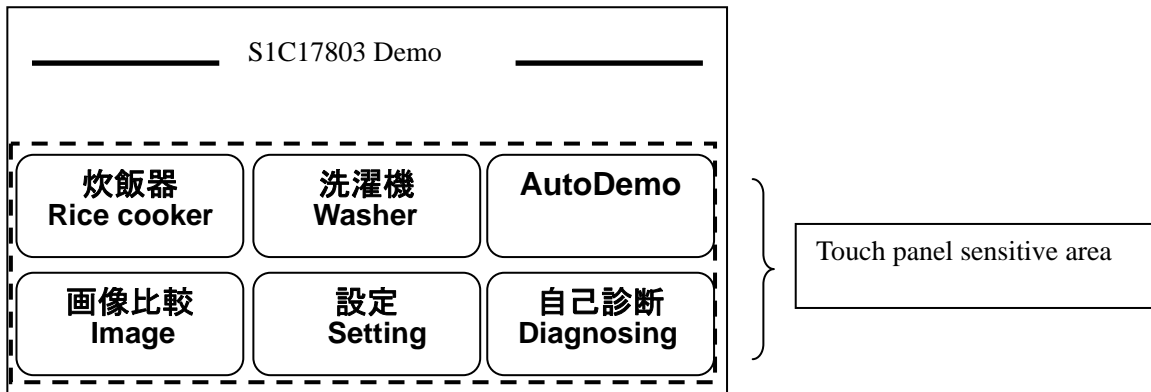 S1C17803 Demo
炊飯器
Rice cooker
洗濯機
Washer
AutoDemo
画像比較
Image
設定
Setting
自己診断
Diagnosing
Touch panel sensitive area